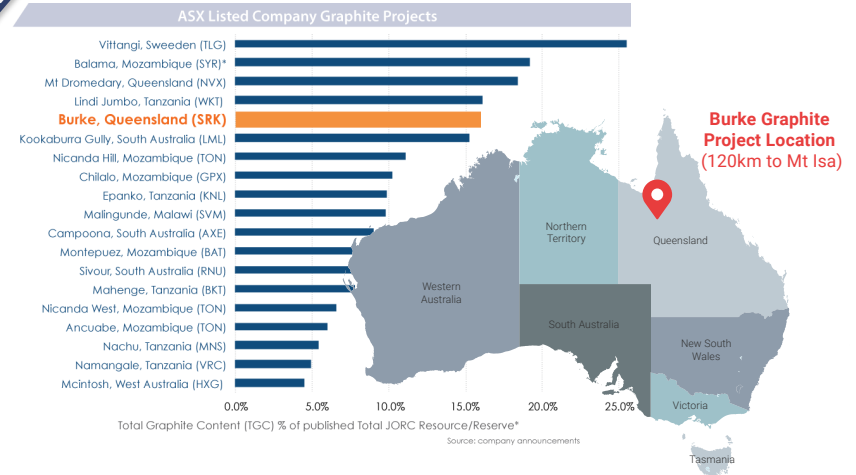 ASX Listed Company Graphite Projects
Vittangi, Sweeden (TLG)
Balama, Mozambique (SYR)*
Mt Dromedary, Queensland (NVX)
Lindi Jumbo, Tanzania (WKT)
Burke, Queensland (SRK)
Kookaburra Gully, South Australia (LML)
Nicanda Hill, Mozambique (TON)
Chilalo, Mozambique (GPX)
Epanko, Tanzania (KNL)
Malingunde, Malawi (SVM)
Campoona, South Australia (AXE)
Montepuez, Mozambique (BAT)
Sivour, South Australia (RNU)
Mahenge, Tanzania (BKT)
Nicanda West, Mozambique (TON)
Ancuabe, Mozambique (TON)
Nachu, Tanzania (MNS)
Namangale, Tanzania (VRC)
Mcintosh, West Australia (HXG)
0.0% 5.0% 10.0% 15.0% 20.0% 25.0%
Total Graphite Content (TGC) % of published Total JORC Resource/Reserve*
Source: company announcements
Burke Graphite
Project Location
(120km to Mt Isa)
Northern
Territory
Queensland
Western
Australia
South Australia
New South
Wales
Victoria
Tasmania